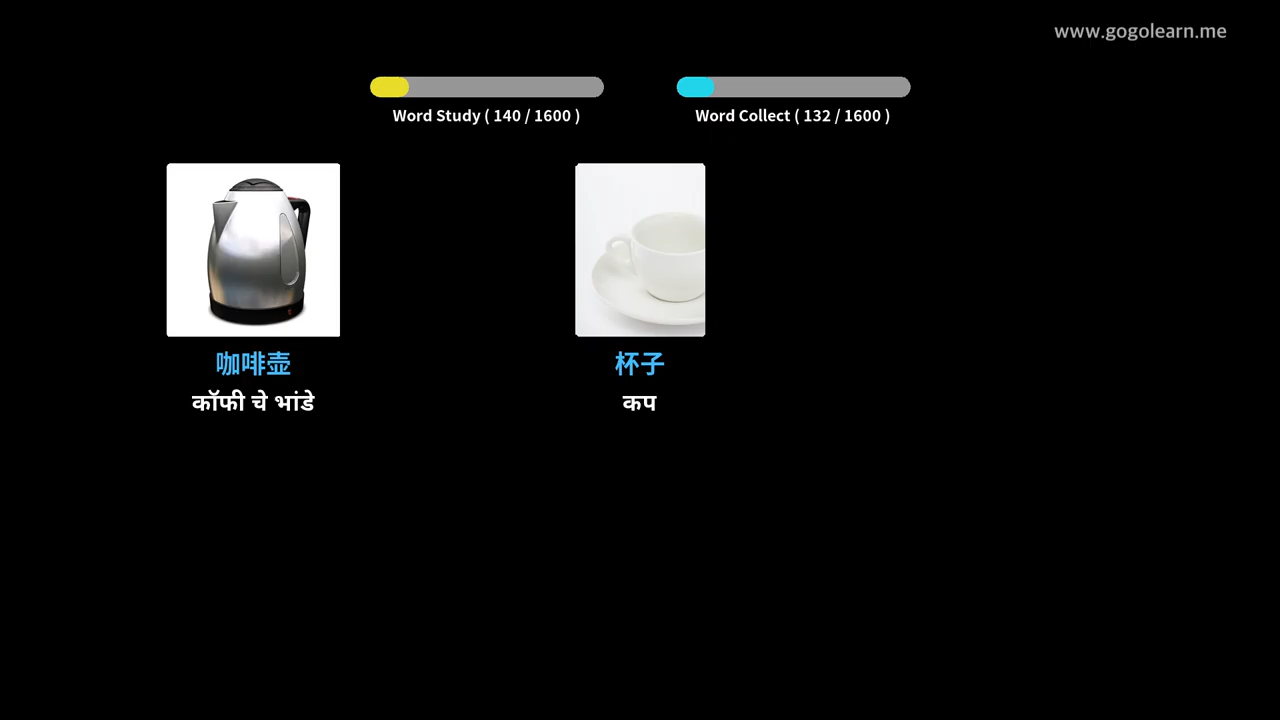 www.gogolearn.me
Word Study ( 140 / 1600 )
Word Collect ( 132 / 1600 )
咖啡壶
杯子
कॉफी चे भांडे
कप